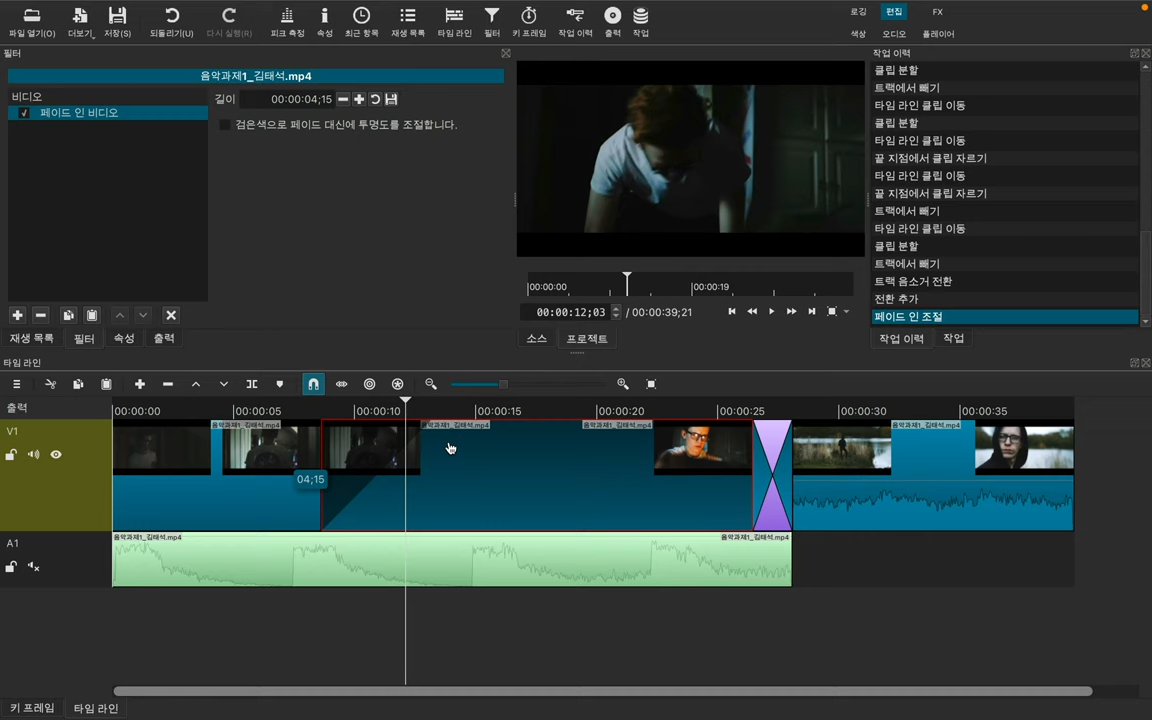 파일 열기(O)
더보기
저장(S)
되돌리기(U)
다시 실행(R)
피크 측정
속성
최근 항목
재생 목록
타임 라인
필터
키 프레임
작업 이력
출력
작업
로깅
편집
FX
색상
오디오
플레이어
필터
음악과제1_김태석.mp4
비디오
페이드 인 비디오
길이
00:00:04;15
검은색으로 페이드 대신에 투명도를 조절합니다.
재생 목록
필터
속성
출력
00:00:00
00:00:19
00:00:12;03
/ 00:00:39;21
소스
프로젝트
작업 이력
클립 분할
트랙에서 빼기
타임 라인 클립 이동
클립 분할
타임 라인 클립 이동
끝 지점에서 클립 자르기
타임 라인 클립 이동
끝 지점에서 클립 자르기
트랙에서 빼기
타임 라인 클립 이동
클립 분할
트랙에서 빼기
트랙 음소거 전환
전환 추가
페이드 인 조절
작업 이력
작업
타임 라인
출력
00:00:00
00:00:05
00:00:10
00:00:15
00:00:20
00:00:25
00:00:30
00:00:35
V1
음악과제1_김태석.mp4
음악과제1_김태석.mp4
음악과제1_김태석.mp4
음악과제1_김태석.mp4
04;15
A1
음악과제1_김태석.mp4
음악과제1_김태석.mp4
키 프레임
타임 라인